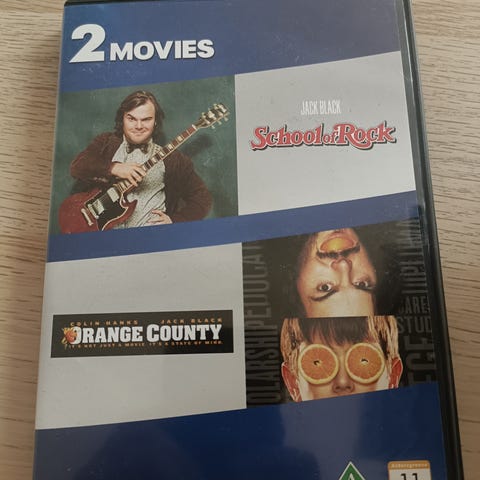 2 MOVIES
JACK BLACK
School of Rock
COLIN HANKS JACK BLACK
ORANGE COUNTY
IT'S NOT JUST A MOVIE. IT'S A STATE OF MIND.
A
Aldersgrense
11